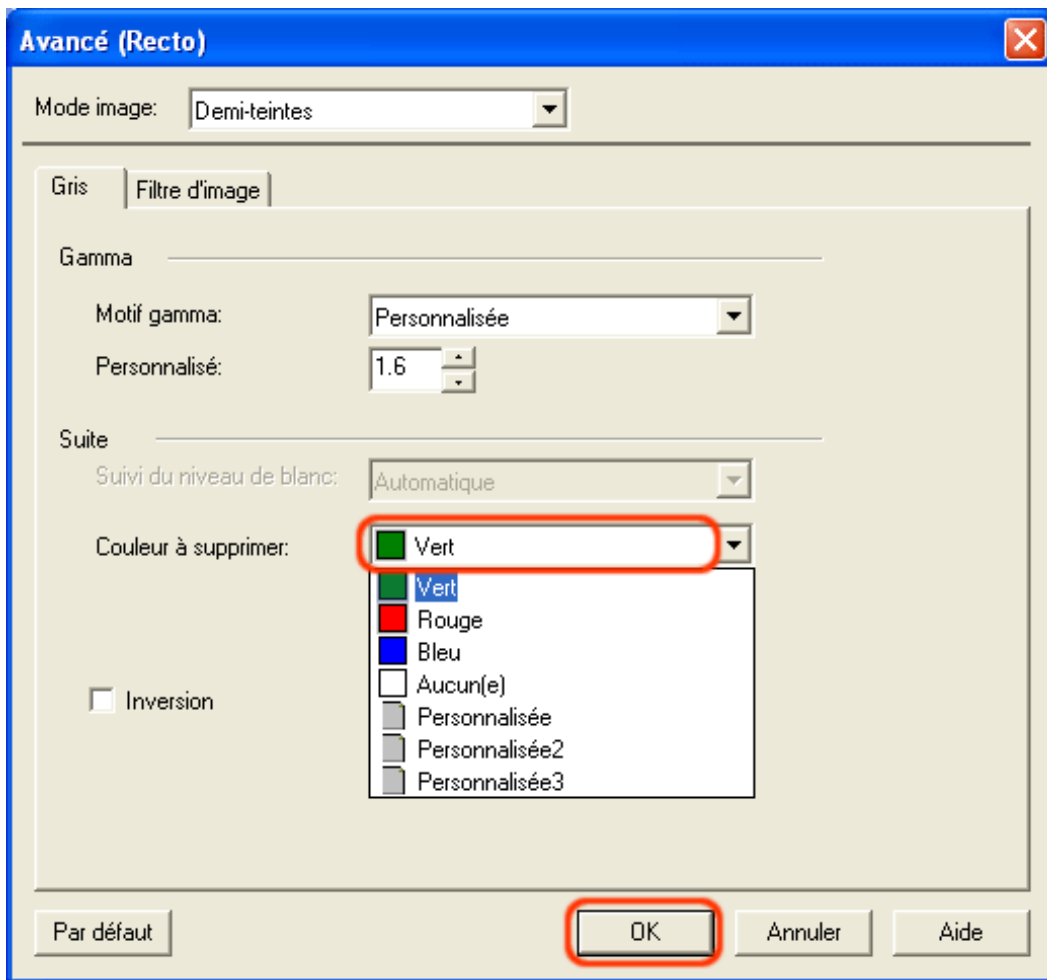 Avancé (Recto)
Mode image: Demi-teintes
Gris Filtre d'image
Gamma
Motif gamma: Personnalisée
Personnalisé: 1.6
Suite
Suivi du niveau de blanc: Automatique
Couleur à supprimer: Vert
Vert
Rouge
Bleu
Aucun(e)
Inversion
Personnalisée
Personnalisée2
Personnalisée3
Par défaut OK Annuler Aide